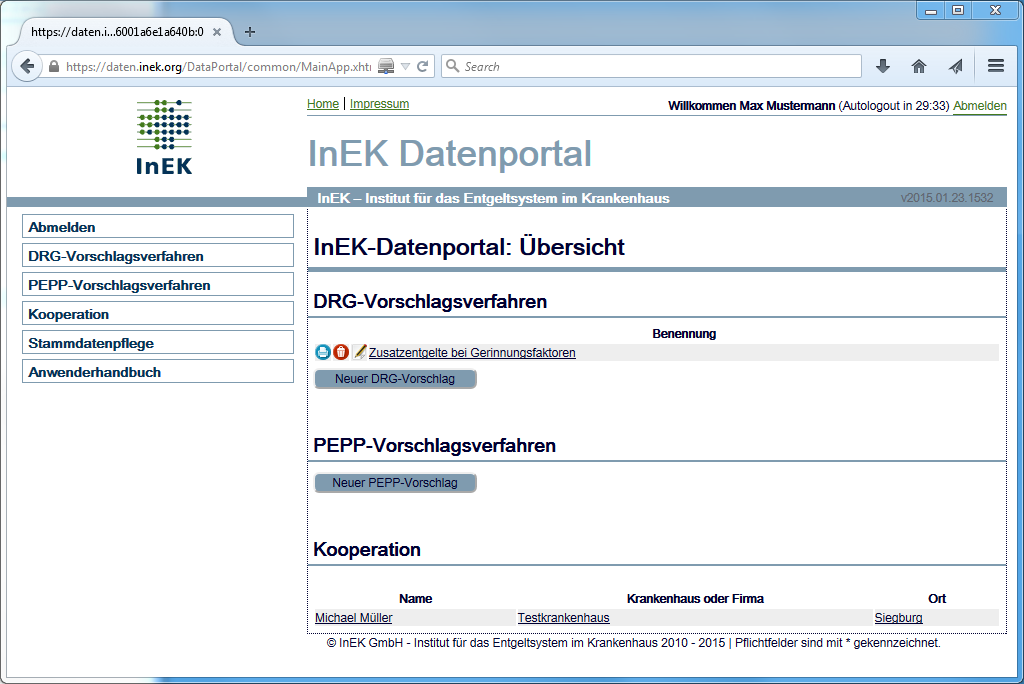 https://daten.i...6001a6e1a640b:0
https://daten.inek.org/DataPortal/common/MainApp.xhtı
Search
InEK
Home | Impressum
Willkommen Max Mustermann (Autologout in 29:33) Abmelden
InEK Datenportal
InEK – Institut für das Entgeltsystem im Krankenhaus
v2015.01.23.1532
Abmelden
DRG-Vorschlagsverfahren
PEPP-Vorschlagsverfahren
Kooperation
Stammdatenpflege
Anwenderhandbuch
InEK-Datenportal: Übersicht
DRG-Vorschlagsverfahren
Benennung
Zusatzentgelte bei Gerinnungsfaktoren
Neuer DRG-Vorschlag
PEPP-Vorschlagsverfahren
Neuer PEPP-Vorschlag
Kooperation
Name Krankenhaus oder Firma Ort
Michael Müller Testkrankenhaus Siegburg
© InEK GmbH - Institut für das Entgeltsystem im Krankenhaus 2010 - 2015 | Pflichtfelder sind mit * gekennzeichnet.